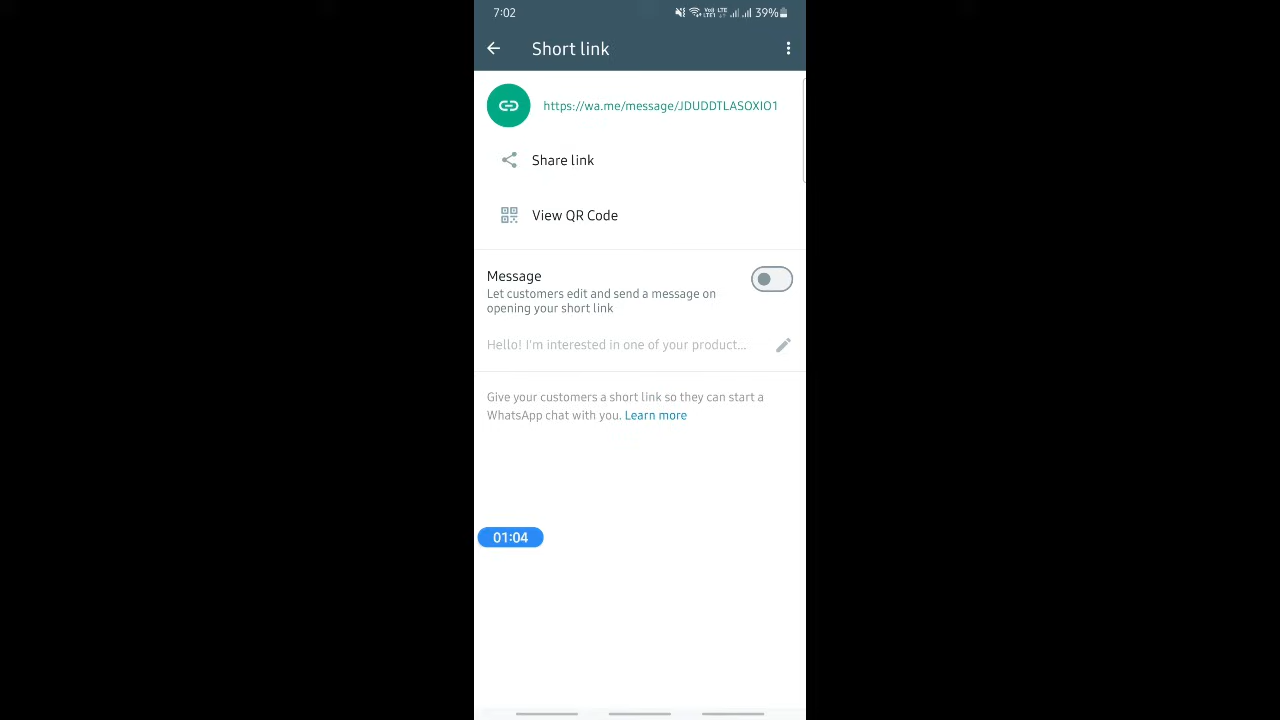 7:02
39%
Short link
https://wa.me/message/JDUDDTLASOXIO1
Share link
View QR Code
Message
Let customers edit and send a message on
opening your short link
Hello! I'm interested in one of your product...
Give your customers a short link so they can start a
WhatsApp chat with you. Learn more
01:04